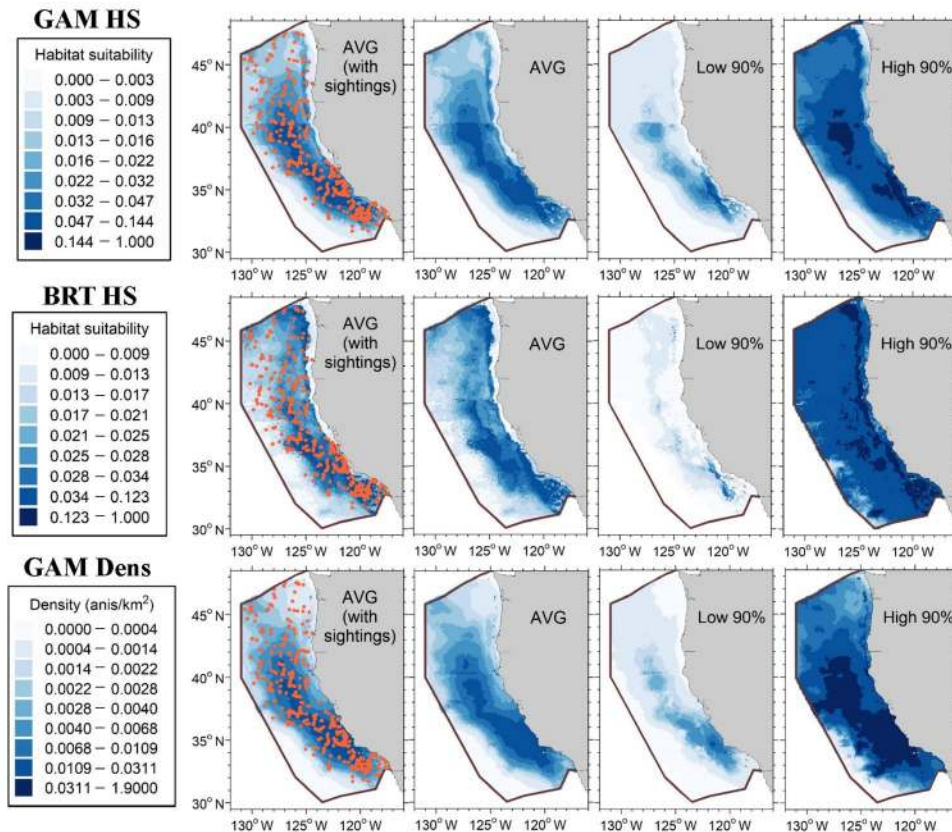 GAM HS
Habitat suitability
0.000 – 0.003
0.003 – 0.009
0.009 – 0.013
0.013 – 0.016
0.016 – 0.022
0.022 – 0.032
0.032 – 0.047
0.047 – 0.144
0.144 – 1.000
45° N
40° N
35° N
30° N
AVG
(with
sightings)
AVG
Low 90%
High 90%
130° 125° 120°W 130° 125° 120°W 130° 125° 120°W 130° 125° 120°W
W W W W
BRT HS
Habitat suitability
0.000 – 0.009
0.009 – 0.013
0.013 – 0.017
0.017 – 0.021
0.021 – 0.025
0.025 – 0.028
0.028 – 0.034
0.034 – 0.123
0.123 – 1.000
45° N
40° N
35° N
30° N
AVG
(with
sightings)
AVG
Low 90%
High 90%
130° 125° 120°W 130° 125° 120°W 130° 125° 120°W 130° 125° 120°W
W W W W
GAM Dens
Density (anis/km²)
0.0000 – 0.0004
0.0004 – 0.0014
0.0014 – 0.0022
0.0022 – 0.0028
0.0028 – 0.0040
0.0040 – 0.0068
0.0068 – 0.0109
0.0109 – 0.0311
0.0311 – 1.9000
45° N
40° N
35° N
30° N
AVG
(with
sightings)
AVG
Low 90%
High 90%
130° 125° 120°W 130° 125° 120°W 130° 125° 120°W 130° 125° 120°W
W W W W